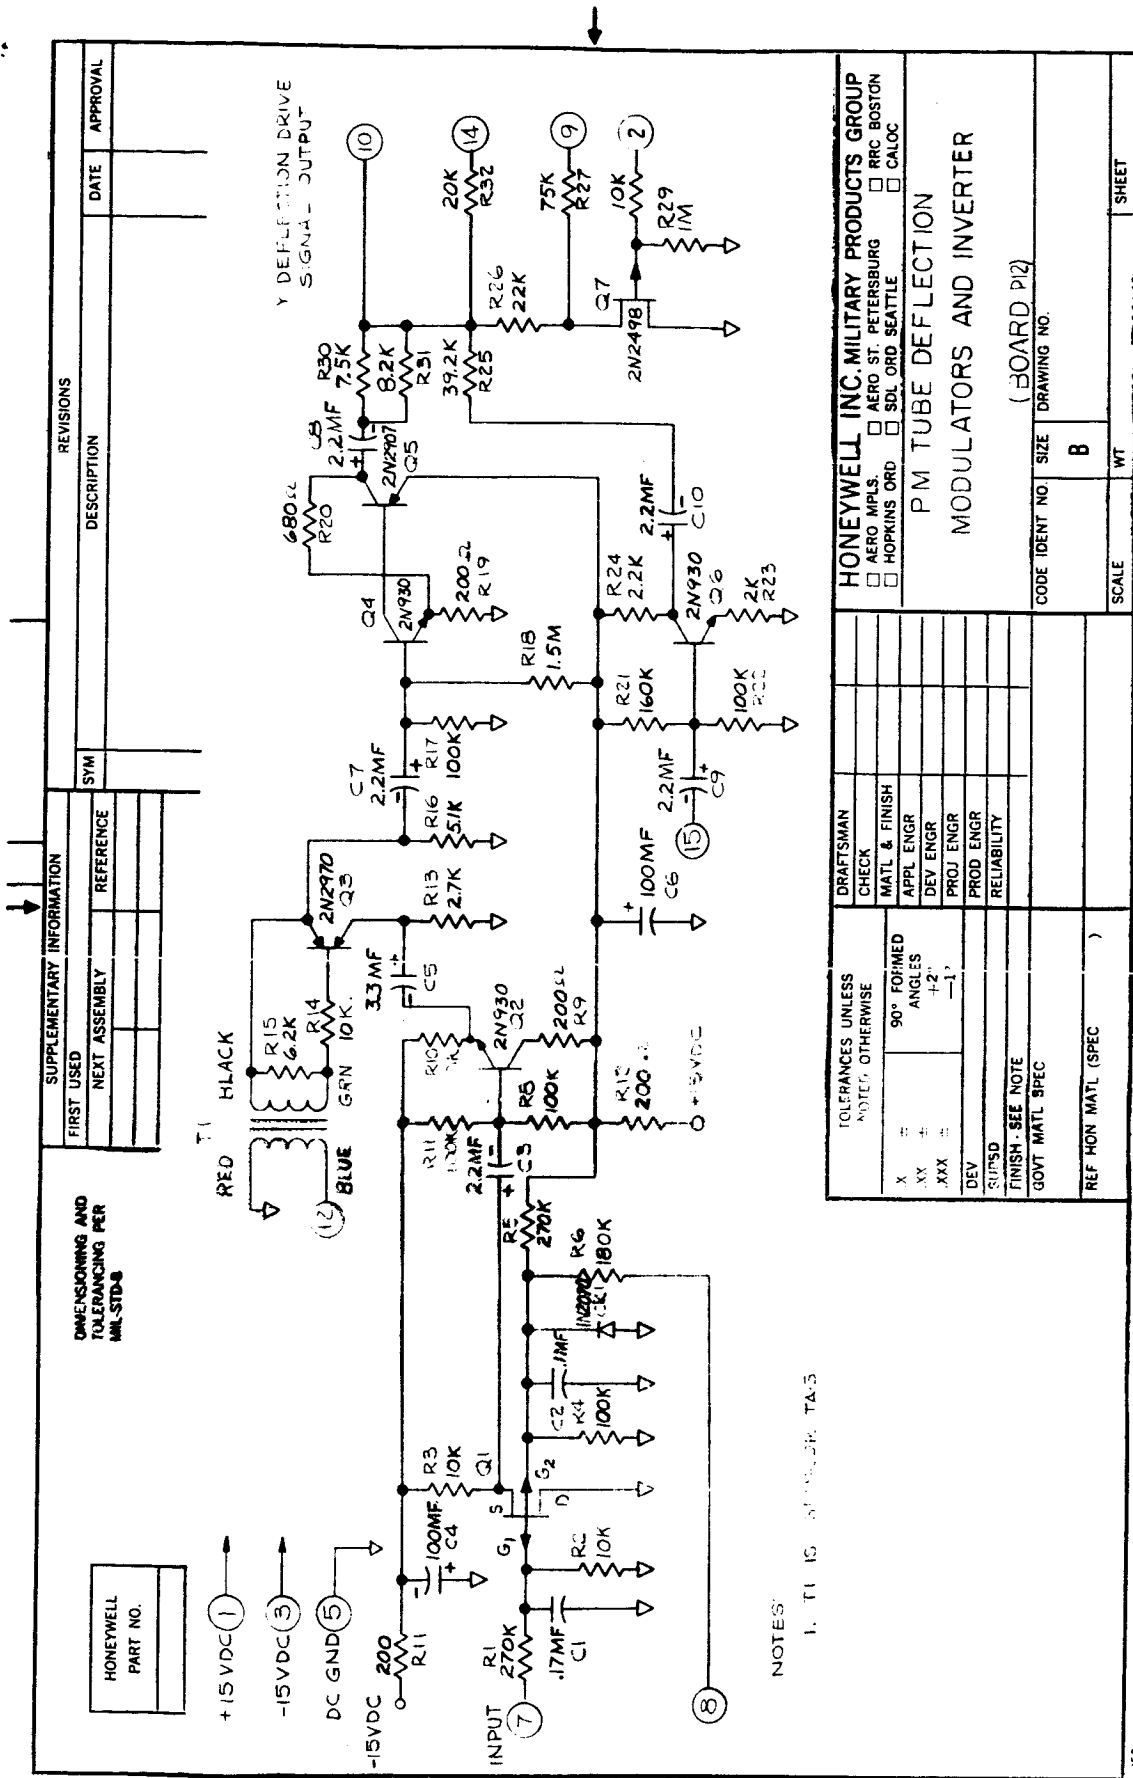 SUPPLEMENTARY INFORMATION
FIRST USED
NEXT ASSEMBLY
REFERENCE
REVISIONS
SYM
DESCRIPTION
DATE
APPROVAL
HONEYWELL
PART NO.
DIMENSIONING AND
TOLERANCING PER
MIL-STD-8
+15VDC 1
-15VDC 3
DC GND 5
T1
RED
BLACK
BLUE
GRN
12
R15
6.2K
R14
10K
2N2970
Q3
R13
2.7K
3.3MF
C5
R16
5.1K
C7
2.2MF
R17
100K
R18
1.5M
Q4
2N930
200Ω
R19
680Ω
R20
C8
2.2MF
2N2907
Q5
R30
7.5K
8.2K
R31
39.2K
R25
Y DEFLECTION DRIVE
SIGNAL OUTPUT
10
14
20K
R32
R26
22K
9
75K
R27
2
10K
R29
1M
Q7
2N2498
-15VDC
200
R11
100MF
C4
R3
10K
Q1
S
D
G1
G2
INPUT
7
R1
270K
.17MF
C1
10K
C2
.1MF
R4
100K
CR1
R6
180K
270K
2.2MF
C3
R11
100K
R8
100K
R10
2N930
Q2
200Ω
R9
200
+15VDC
100MF
C6
15
2.2MF
C9
R21
160K
100K
R24
2.2K
2N930
Q6
2K
R23
2.2MF
C10
8
NOTES:
1. T1 IS
TOLERANCES UNLESS
NOTED OTHERWISE
X ±
.XX ±
.XXX ±
90° FORMED
ANGLES
+2°
—1°
DEV
SUPSD
FINISH - SEE NOTE
GOVT MATL SPEC
REF HON MATL (SPEC )
DRAFTSMAN
CHECK
MATL & FINISH
APPL ENGR
DEV ENGR
PROJ ENGR
PROD ENGR
RELIABILITY
HONEYWELL INC. MILITARY PRODUCTS GROUP
AERO MPLS.
AERO ST. PETERSBURG
RRC BOSTON
HOPKINS ORD
SDL ORD SEATTLE
CALOC
PM TUBE DEFLECTION
MODULATORS AND INVERTER
(BOARD P12)
CODE IDENT NO.
SIZE
B
DRAWING NO.
SCALE
WT
SHEET